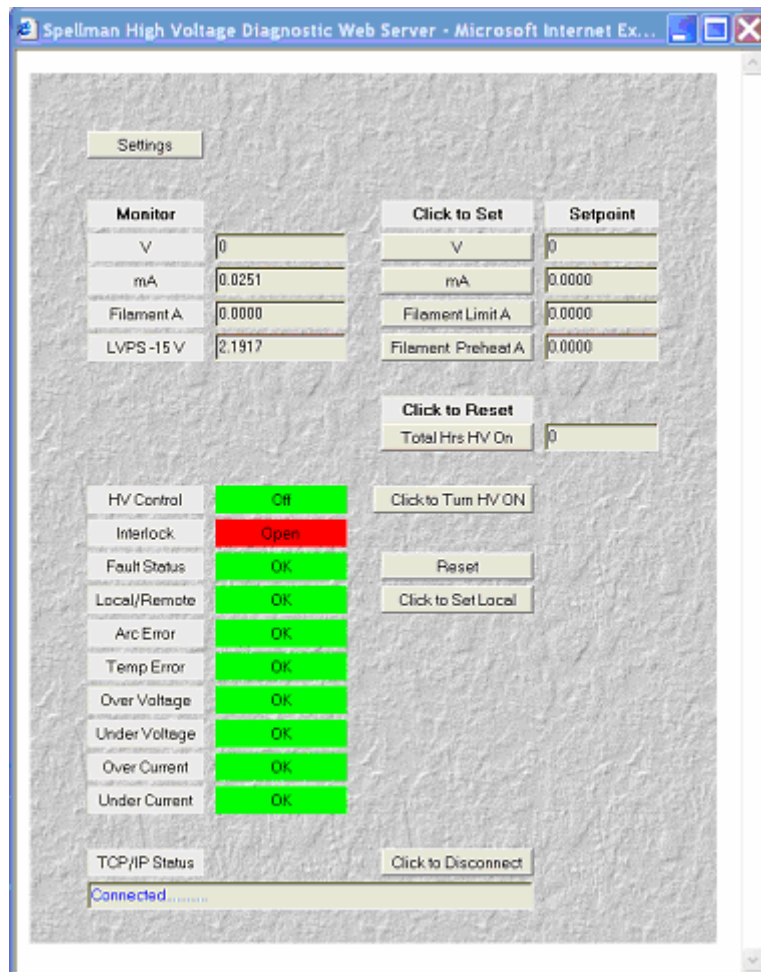 Spellman High Voltage Diagnostic Web Server - Microsoft Internet Ex...
Settings
Monitor Click to Set Setpoint
V 0 V 0
mA 0.0251 mA 0.0000
Filament A 0.0000 Filament Limit A 0.0000
LVPS -15 V 2.1917 Filament Preheat A 0.0000
Click to Reset
Total Hrs HV On 0
HV Control Off Click to Turn HV ON
Interlock Open
Fault Status OK Reset
Local/Remote OK Click to Set Local
Arc Error OK
Temp Error OK
Over Voltage OK
Under Voltage OK
Over Current OK
Under Current OK
TCP/IP Status Click to Disconnect
Connected.........